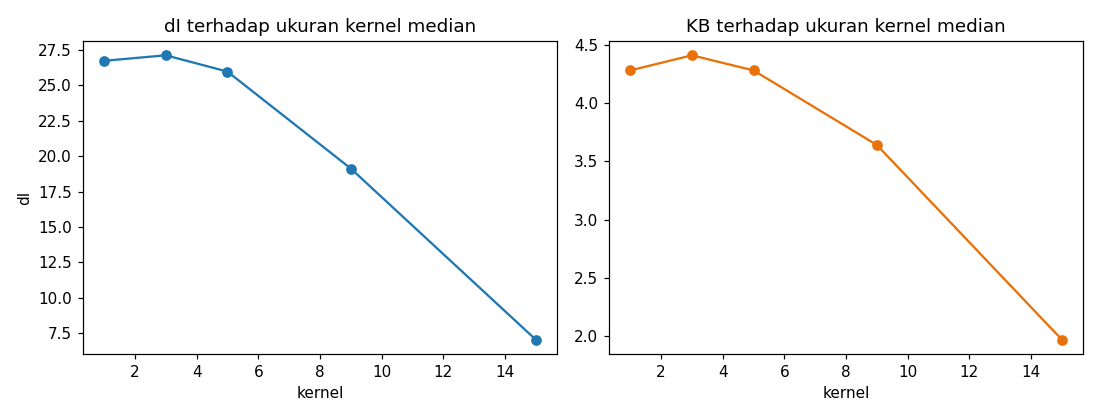 dI terhadap ukuran kernel median
27.5
25.0
22.5
20.0
17.5
15.0
12.5
10.0
7.5
dI
2 4 6 8 10 12 14
kernel
KB terhadap ukuran kernel median
4.5
4.0
3.5
3.0
2.5
2.0
2 4 6 8 10 12 14
kernel